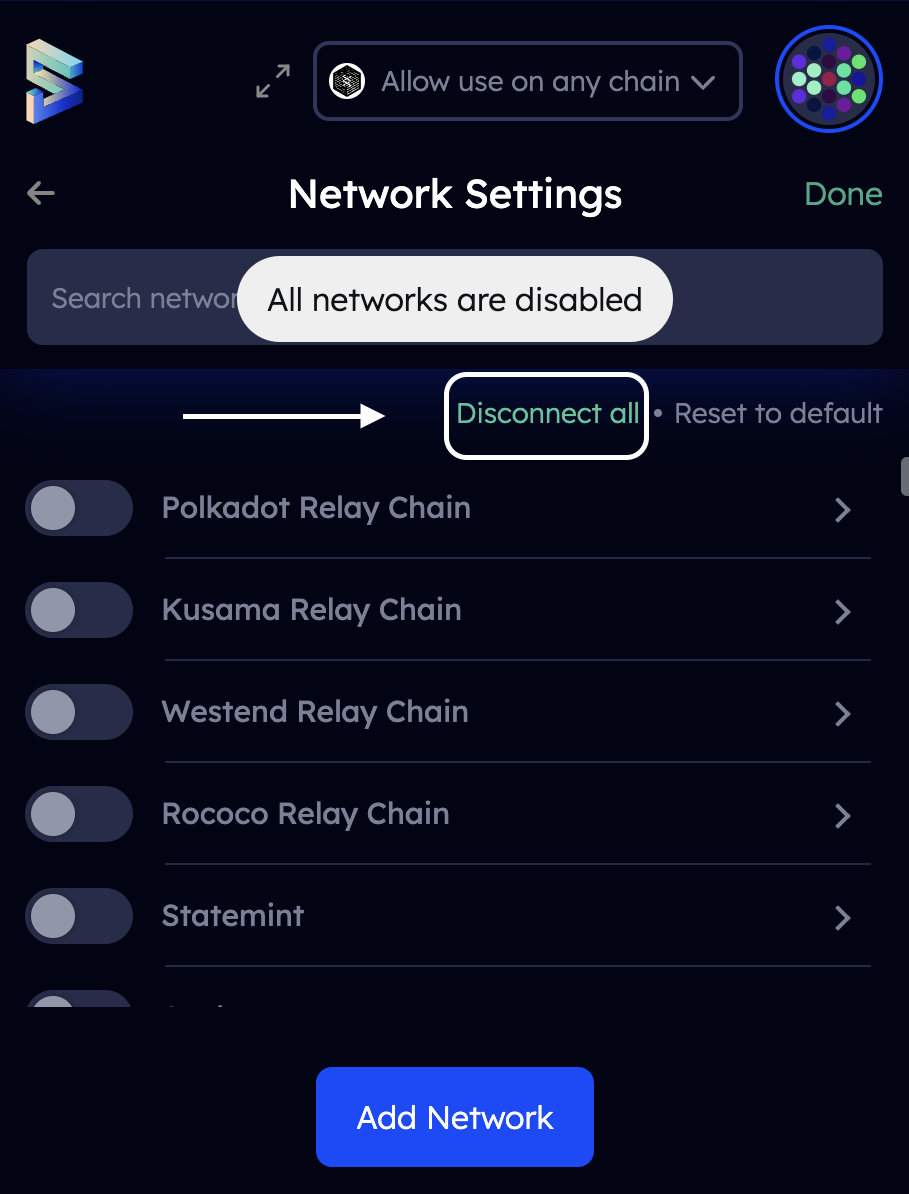 Allow use on any chain
Network Settings
Done
Search networ
All networks are disabled
Disconnect all • Reset to default
Polkadot Relay Chain
Kusama Relay Chain
Westend Relay Chain
Rococo Relay Chain
Statemint
Add Network